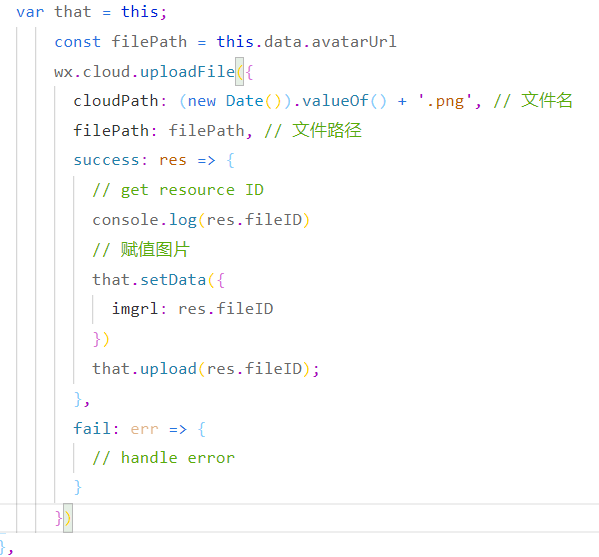 var that = this;
const filePath = this.data.avatarUrl
wx.cloud.uploadFile({
cloudPath: (new Date()).valueOf() + '.png', // 文件名
filePath: filePath, // 文件路径
success: res => {
// get resource ID
console.log(res.fileID)
// 赋值图片
that.setData({
imgrl: res.fileID
})
that.upload(res.fileID);
},
fail: err => {
// handle error
}
})
},